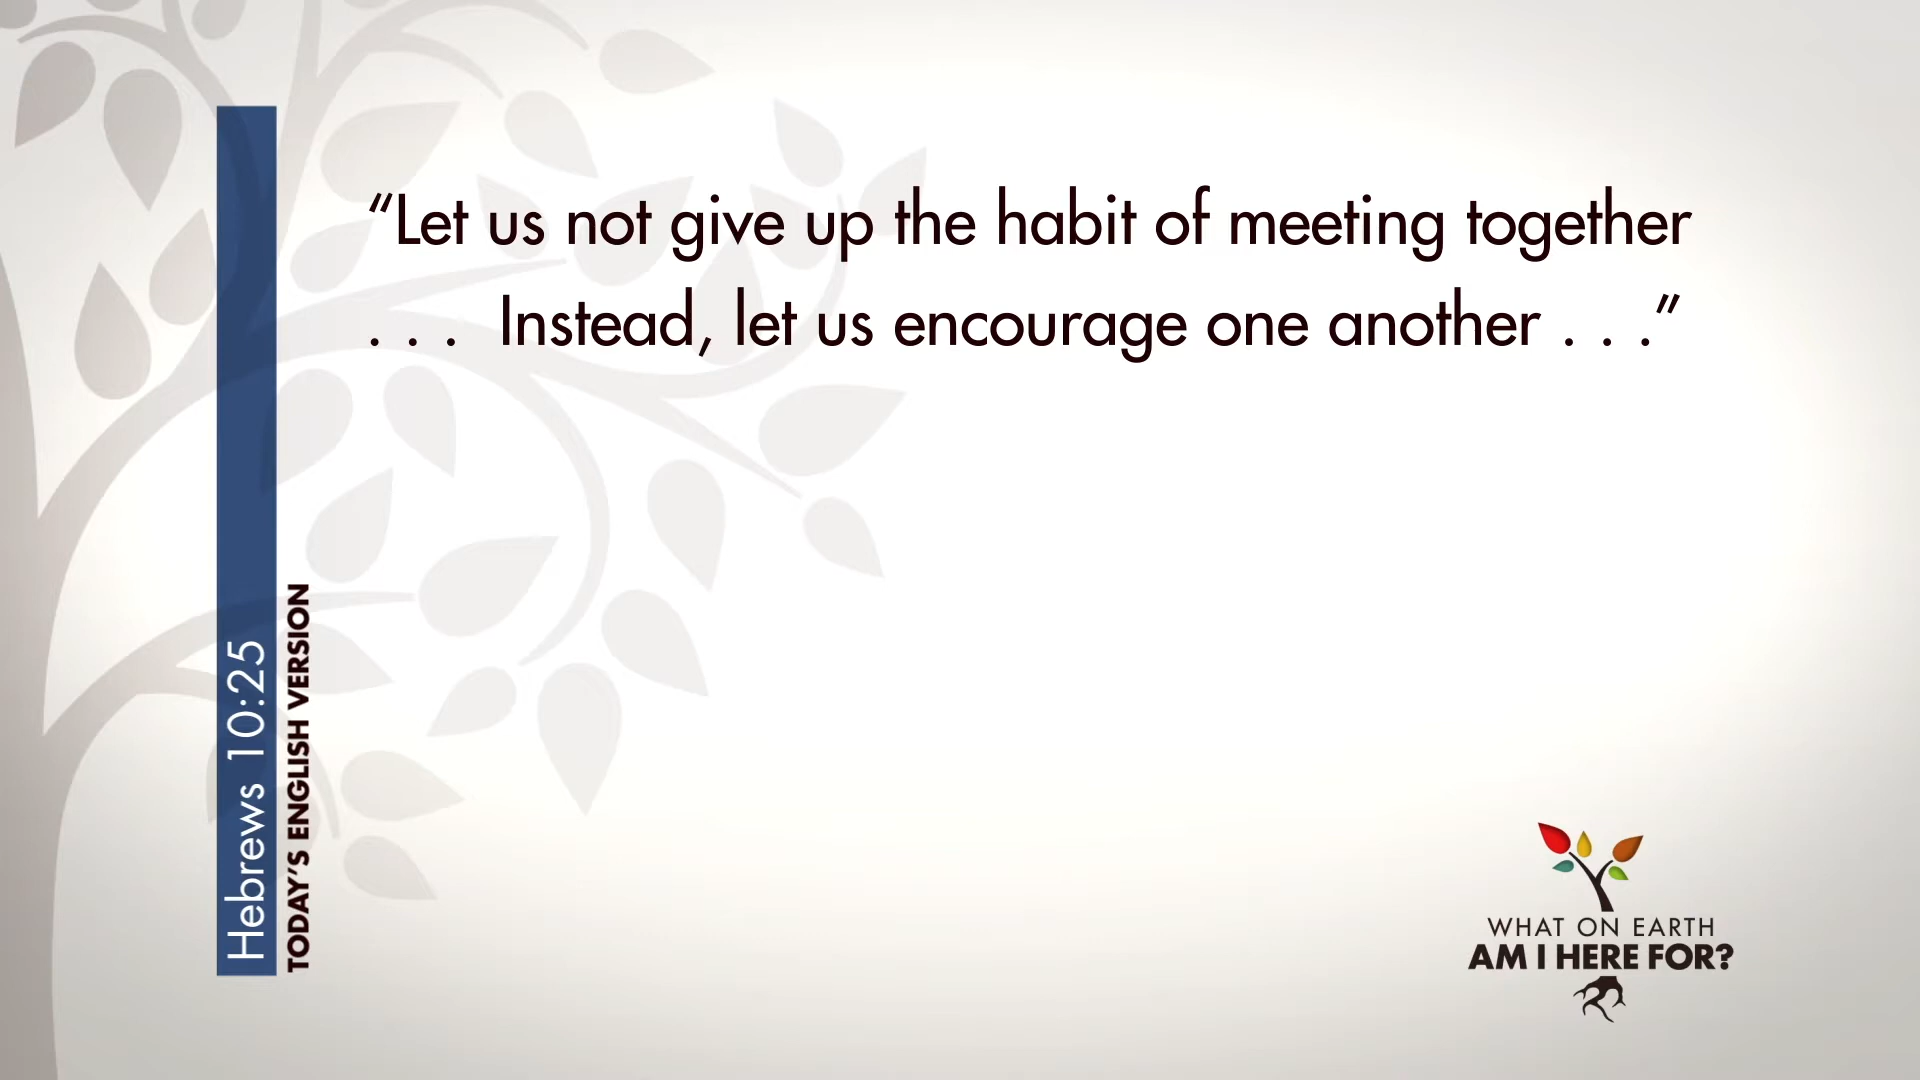 “Let us not give up the habit of meeting together
. . . Instead, let us encourage one another . . .”
Hebrews 10:25
TODAY’S ENGLISH VERSION
WHAT ON EARTH
AM I HERE FOR?